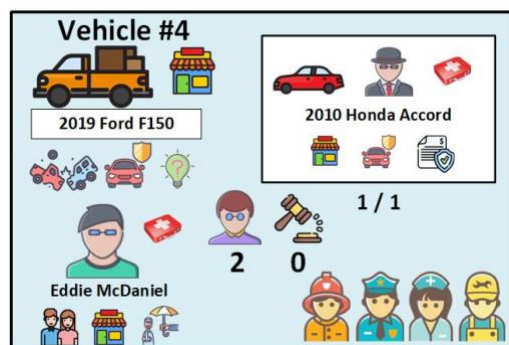 Vehicle #4
2019 Ford F150
2010 Honda Accord
1 / 1
2 0
Eddie McDaniel